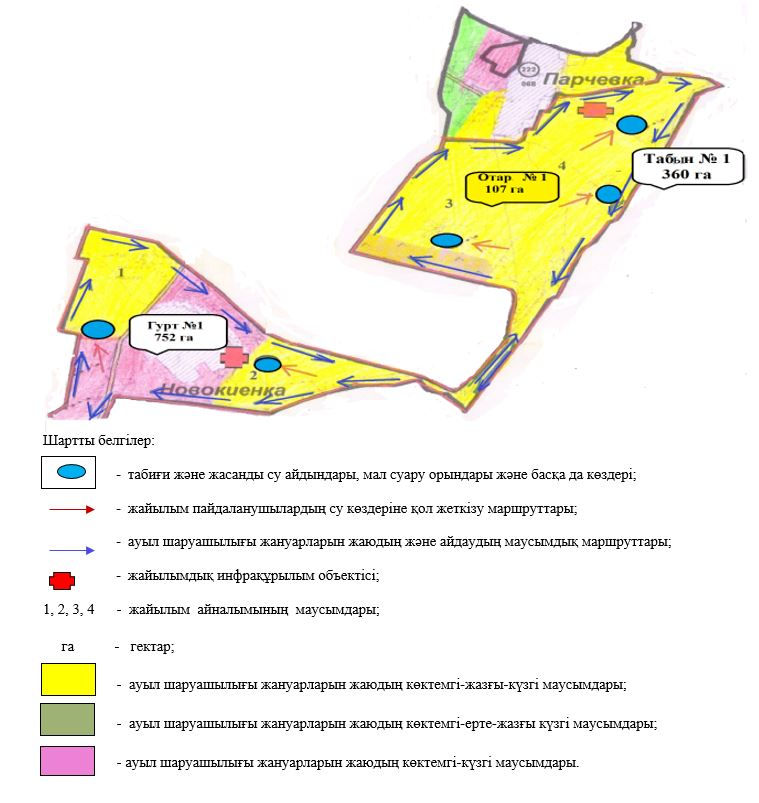 222
068
Парчевка
4
Табын № 1
360 га
Отар № 1
107 га
3
1
Гурт №1
752 га
2
Новокиенка
Шартты белгілер:
- табиғи және жасанды су айдындары, мал суару орындары және басқа да көздері;
- жайылым пайдаланушылардың су көздеріне қол жеткізу маршруттары;
- ауыл шаруашылығы жануарларын жаюдың және айдаудың маусымдық маршруттары;
- жайылымдық инфрақұрылым объектісі;
1, 2, 3, 4 - жайылым айналымының маусымдары;
га - гектар;
- ауыл шаруашылығы жануарларын жаюдың көктемгі-жазғы-күзгі маусымдары;
- ауыл шаруашылығы жануарларын жаюдың көктемгі-ерте-жазғы күзгі маусымдары;
- ауыл шаруашылығы жануарларын жаюдың көктемгі-күзгі маусымдары.